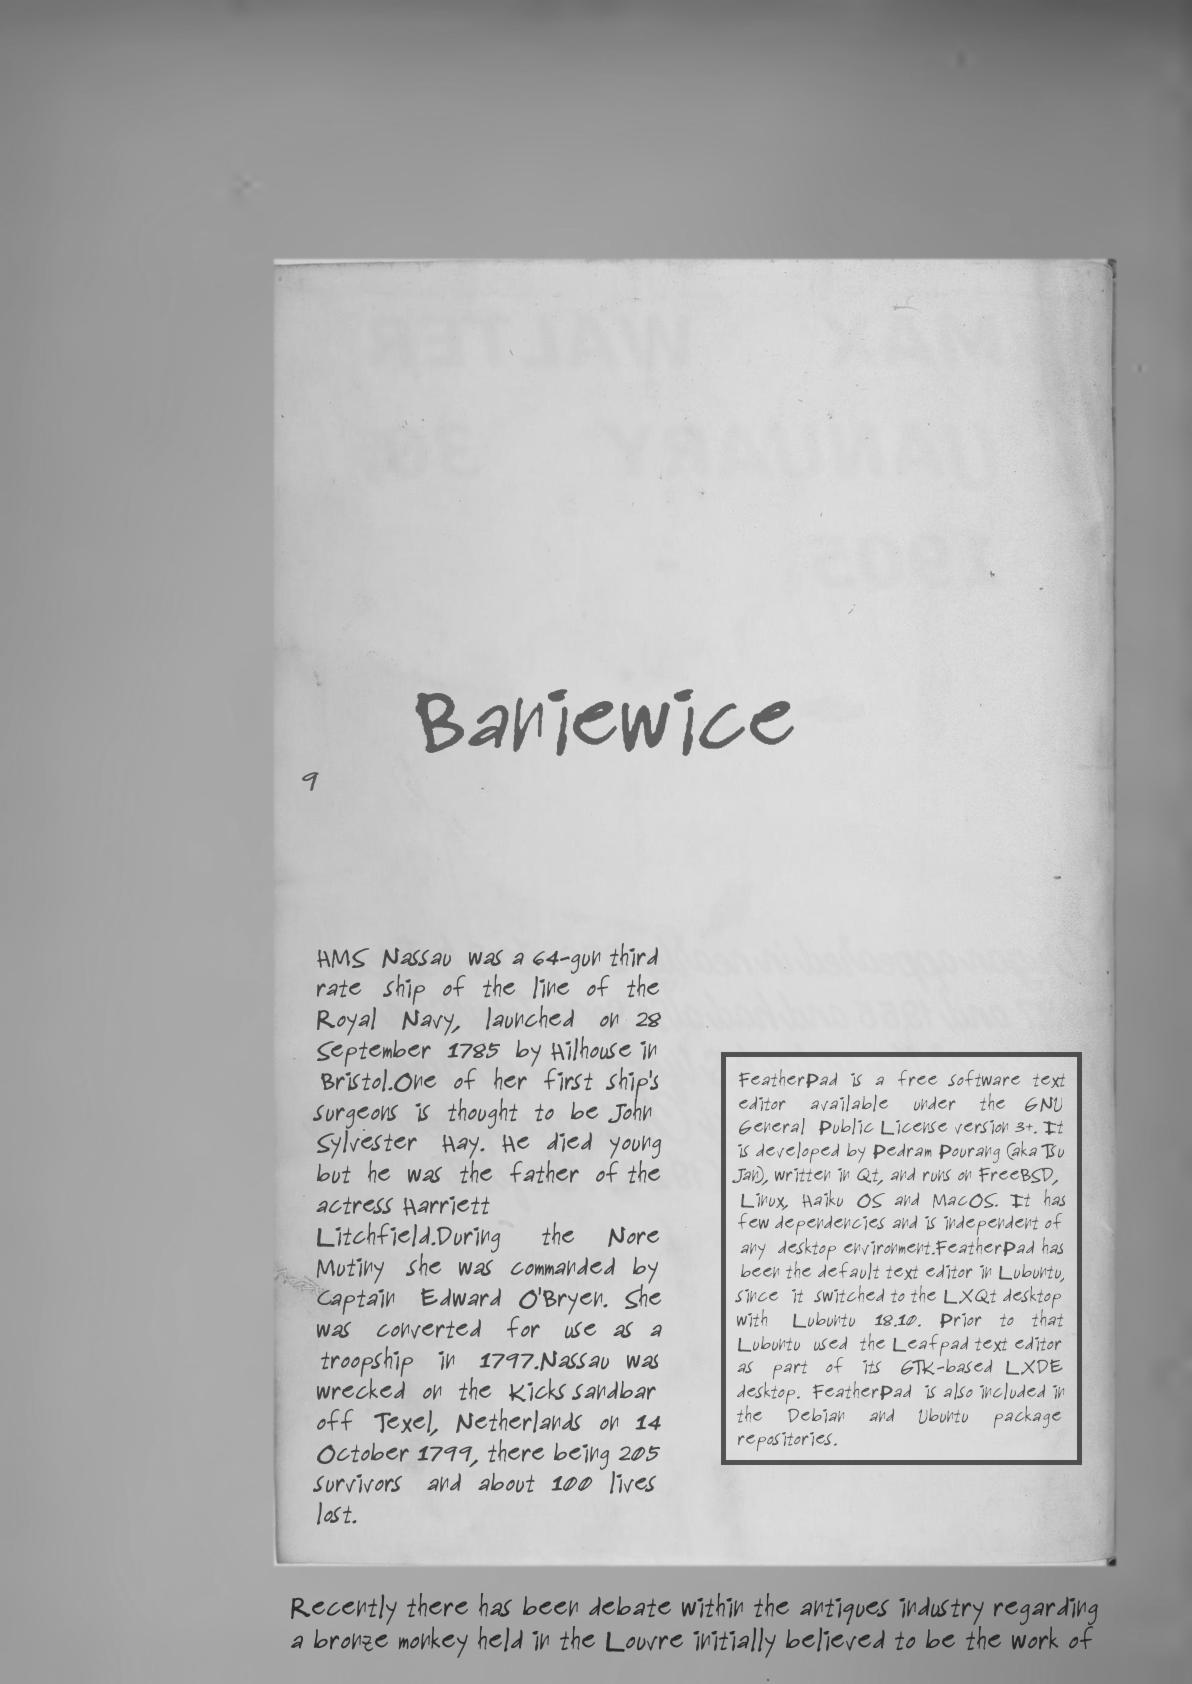 Baniewice
9
HMS Nassau was a 64-gun third
rate ship of the line of the
Royal Navy, launched on 28
September 1785 by Hilhouse in
Bristol.One of her first ship's
surgeons is thought to be John
Sylvester Hay. He died young
but he was the father of the
actress Harriett
Litchfield.During the Nore
Mutiny she was commanded by
Captain Edward O'Bryen. She
was converted for use as a
troopship in 1797.Nassau was
wrecked on the Kicks sandbar
off Texel, Netherlands on 14
October 1799, there being 205
survivors and about 100 lives
lost.
FeatherPad is a free software text
editor available under the GNU
General Public License version 3+. It
is developed by Pedram Pourang (aka Tsu
Jan), written in Qt, and runs on FreeBSD,
Linux, Haiku OS and MacOS. It has
few dependencies and is independent of
any desktop environment.FeatherPad has
been the default text editor in Lubuntu,
since it switched to the LXQt desktop
with Lubuntu 18.10. Prior to that
Lubuntu used the Leafpad text editor
as part of its GTK-based LXDE
desktop. FeatherPad is also included in
the Debian and Ubuntu package
repositories.
Recently there has been debate within the antiques industry regarding
a bronze monkey held in the Louvre initially believed to be the work of